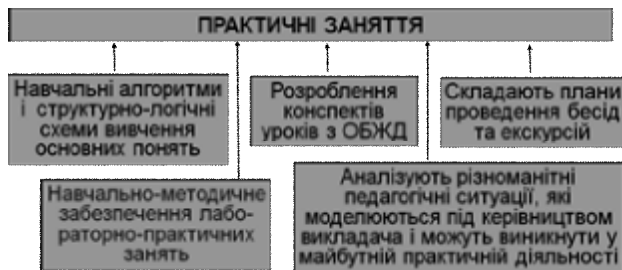 ПРАКТИЧНІ ЗАНЯТТЯ
Навчальні алгоритми
і структурно-логічні
схеми вивчення
основних понять
Розроблення
конспектів
уроків з ОБЖД
Складають плани
проведення бесід
та екскурсій
Навчально-методичне
забезпечення лабо-
раторно-практичних
занять
Аналізують різноманітні
педагогічні ситуації, які
моделюються під керівництвом
викладача і можуть виникнути у
майбутній практичній діяльності